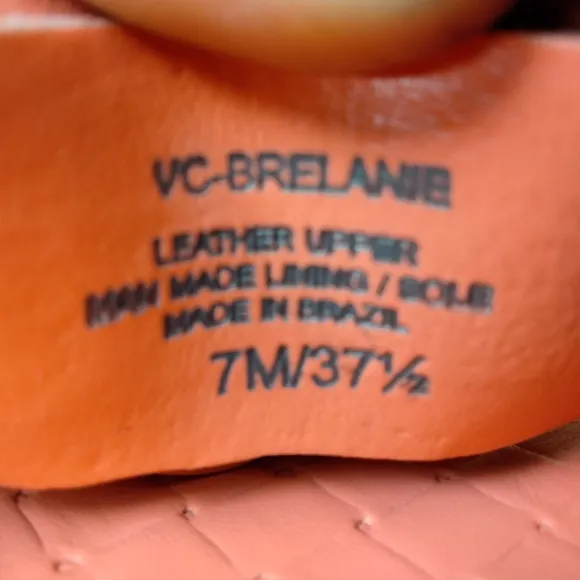 VC-BRELANIE
LEATHER UPPER
MAN MADE LINING / SOLE
MADE IN BRAZIL
7M/37½